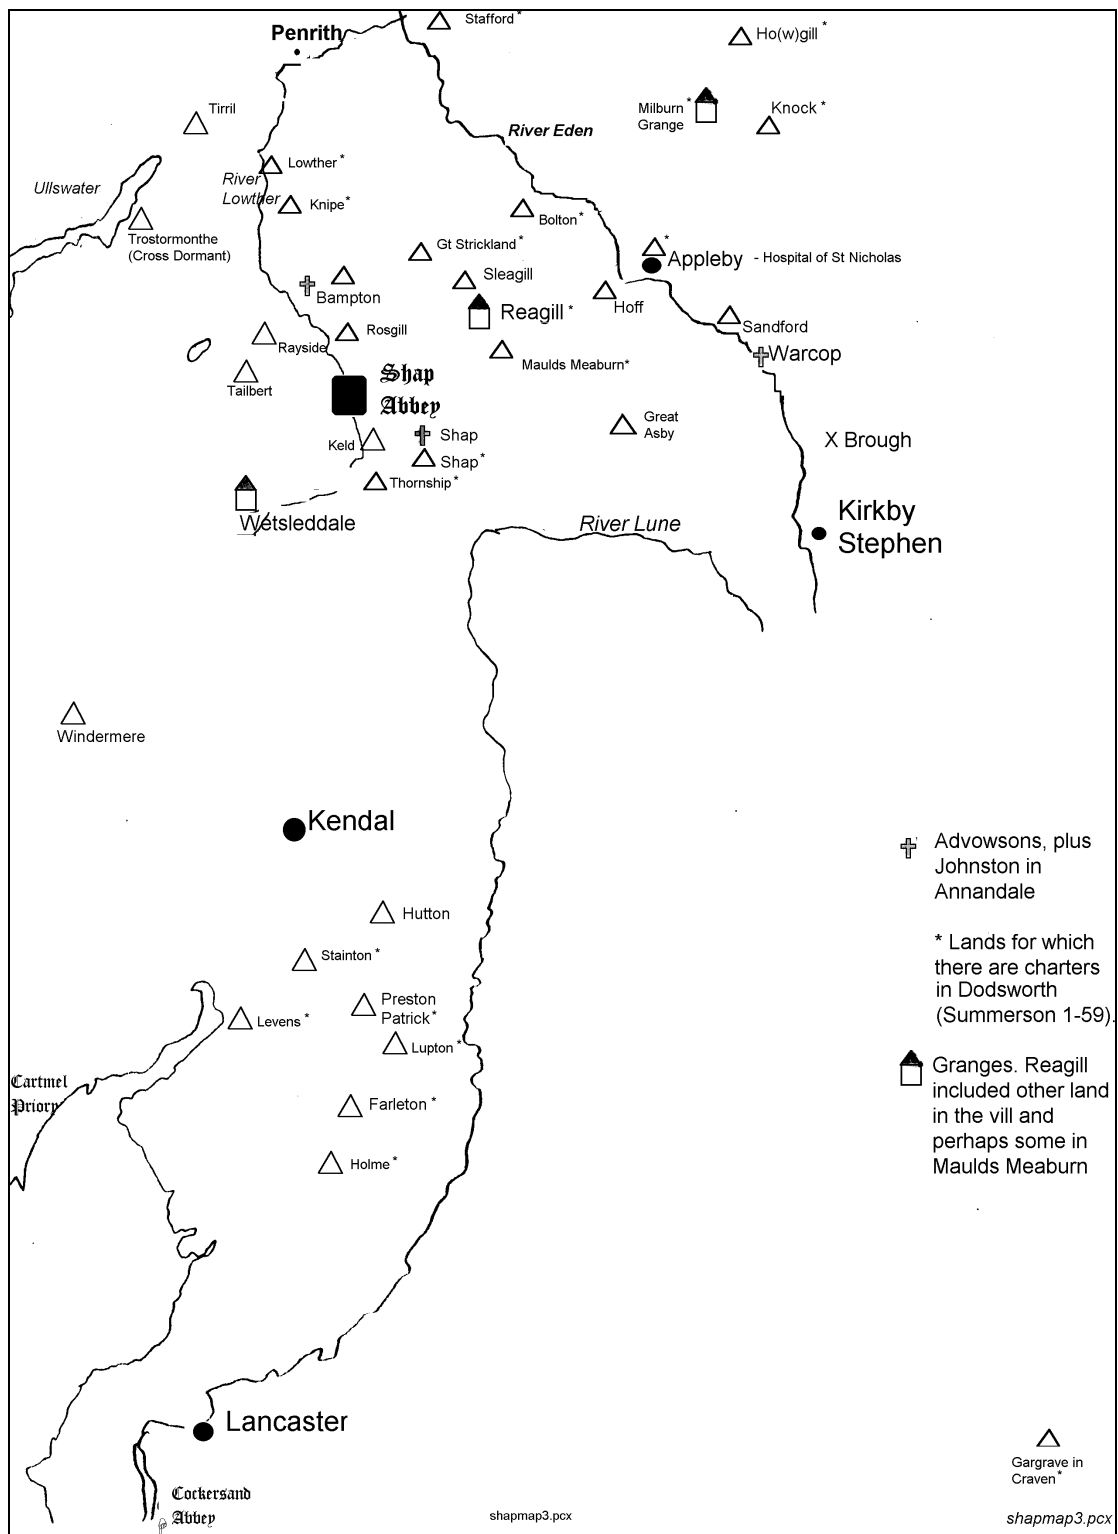 Stafford *
Penrith
Ho(w)gill *
Tirril
Milburn *
Grange
Knock *
River Eden
Ullswater
Lowther *
River
Lowther
Knipe *
Bolton *
Trostormonthe
(Cross Dormant)
Gt Strickland *
*
Appleby - Hospital of St Nicholas
Sleagill
Bampton
Hoff
Reagill *
Sandford
Rosgill
Rayside
Warcop
Maulds Meaburn*
Shap
Abbey
Tailbert
Great
Asby
Keld
Shap
X Brough
Shap *
Thornship *
Wetsleddale
Kirkby
Stephen
River Lune
Windermere
Kendal
Advowsons, plus
Johnston in
Annandale
Hutton
* Lands for which
there are charters
in Dodsworth
(Summerson 1-59).
Stainton *
Preston
Patrick*
Levens *
Lupton *
Granges. Reagill
included other land
in the vill and
perhaps some in
Maulds Meaburn
Cartmel
Priory
Farleton *
Holme *
Lancaster
Gargrave in
Craven *
Cockersand
Abbey
shapmap3.pcx
shapmap3.pcx